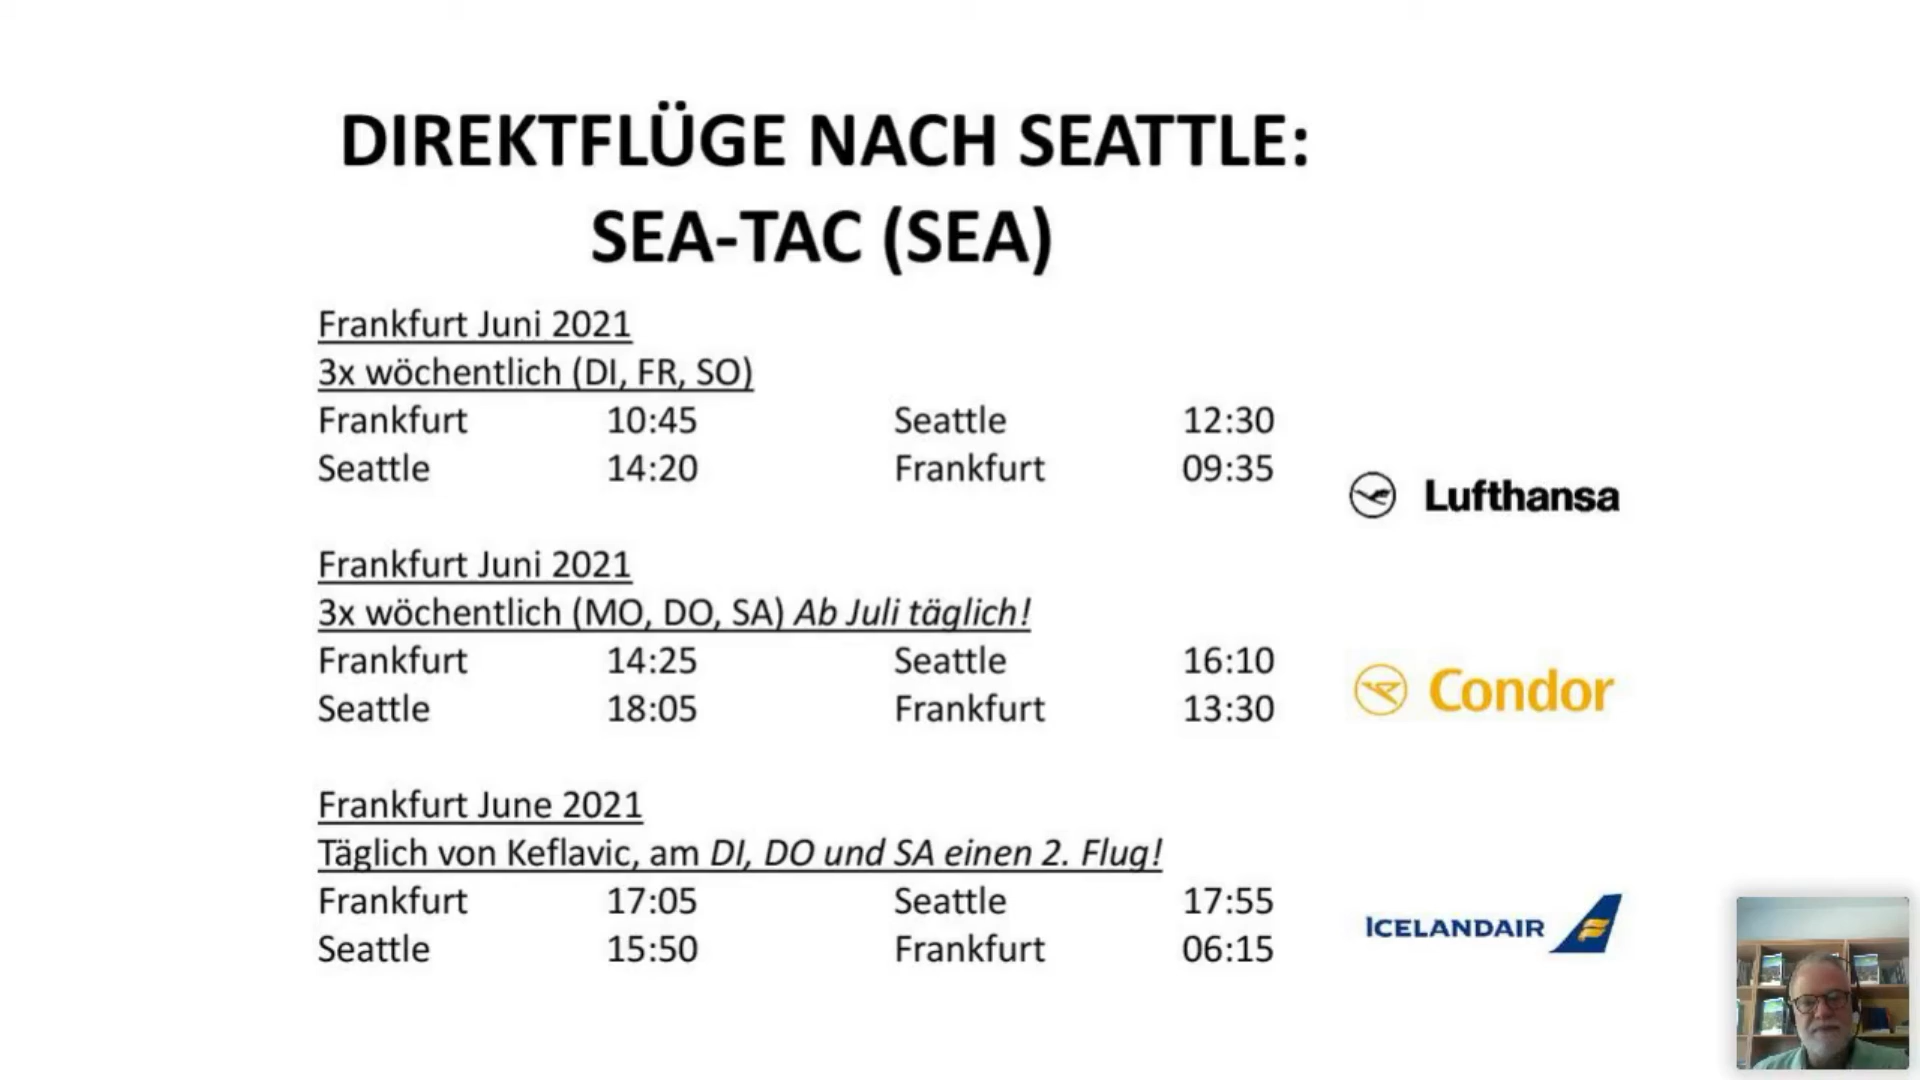 DIREKTFLÜGE NACH SEATTLE:
SEA-TAC (SEA)
Frankfurt Juni 2021
3x wöchentlich (DI, FR, SO)
Frankfurt 10:45 Seattle 12:30
Seattle 14:20 Frankfurt 09:35
Lufthansa
Frankfurt Juni 2021
3x wöchentlich (MO, DO, SA) Ab Juli täglich!
Frankfurt 14:25 Seattle 16:10
Seattle 18:05 Frankfurt 13:30
Condor
Frankfurt June 2021
Täglich von Keflavic, am DI, DO und SA einen 2. Flug!
Frankfurt 17:05 Seattle 17:55
Seattle 15:50 Frankfurt 06:15
ICELANDAIR